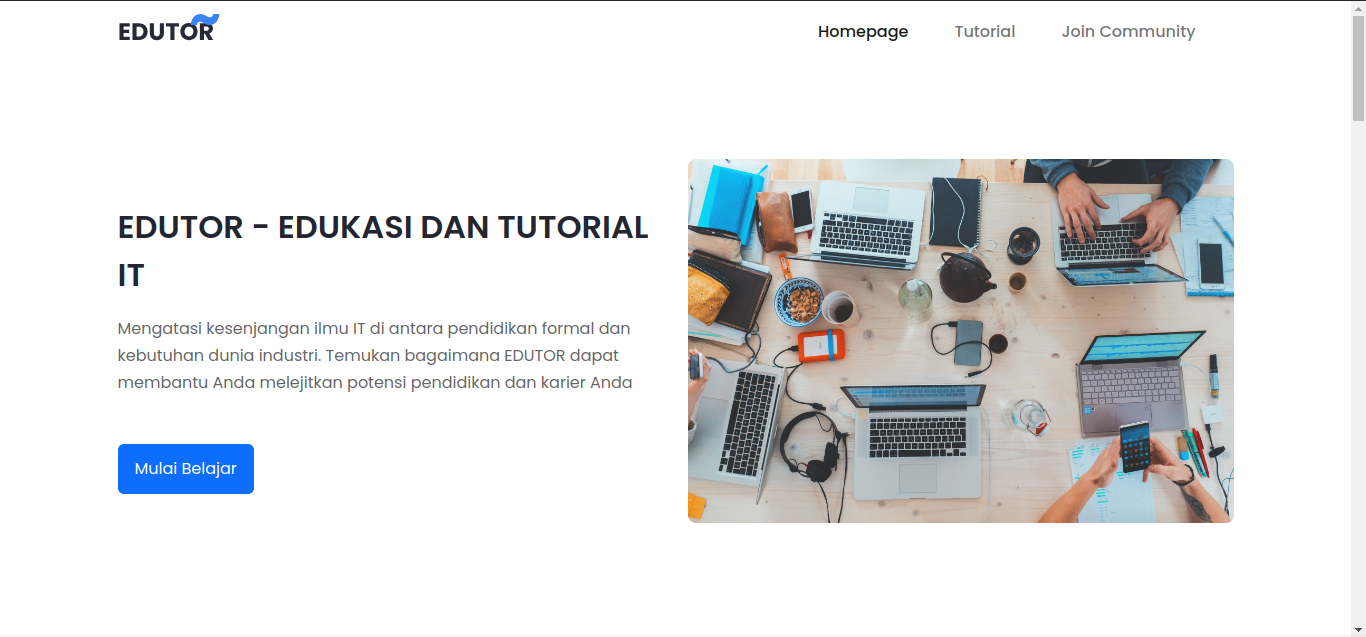 EDUTOR
Homepage
Tutorial
Join Community
EDUTOR - EDUKASI DAN TUTORIAL
IT
Mengatasi kesenjangan ilmu IT di antara pendidikan formal dan
kebutuhan dunia industri. Temukan bagaimana EDUTOR dapat
membantu Anda melejitkan potensi pendidikan dan karier Anda
Mulai Belajar